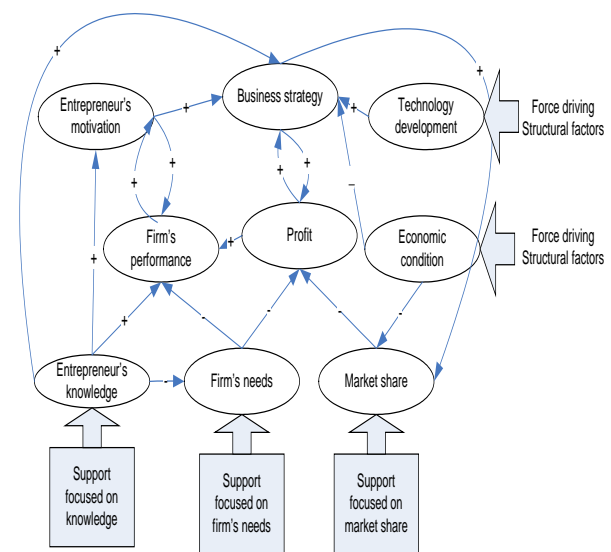 +
Business strategy
+
Entrepreneur's
motivation
+
+
Technology
development
Force driving
Structural factors
+
+
+
+
–
Firm's
performance
+
Profit
Economic
condition
Force driving
Structural factors
+
+
-
-
-
-
Entrepreneur's
knowledge
-
Firm's needs
Market share
Support
focused on
knowledge
Support
focused on
firm's needs
Support
focused on
market share